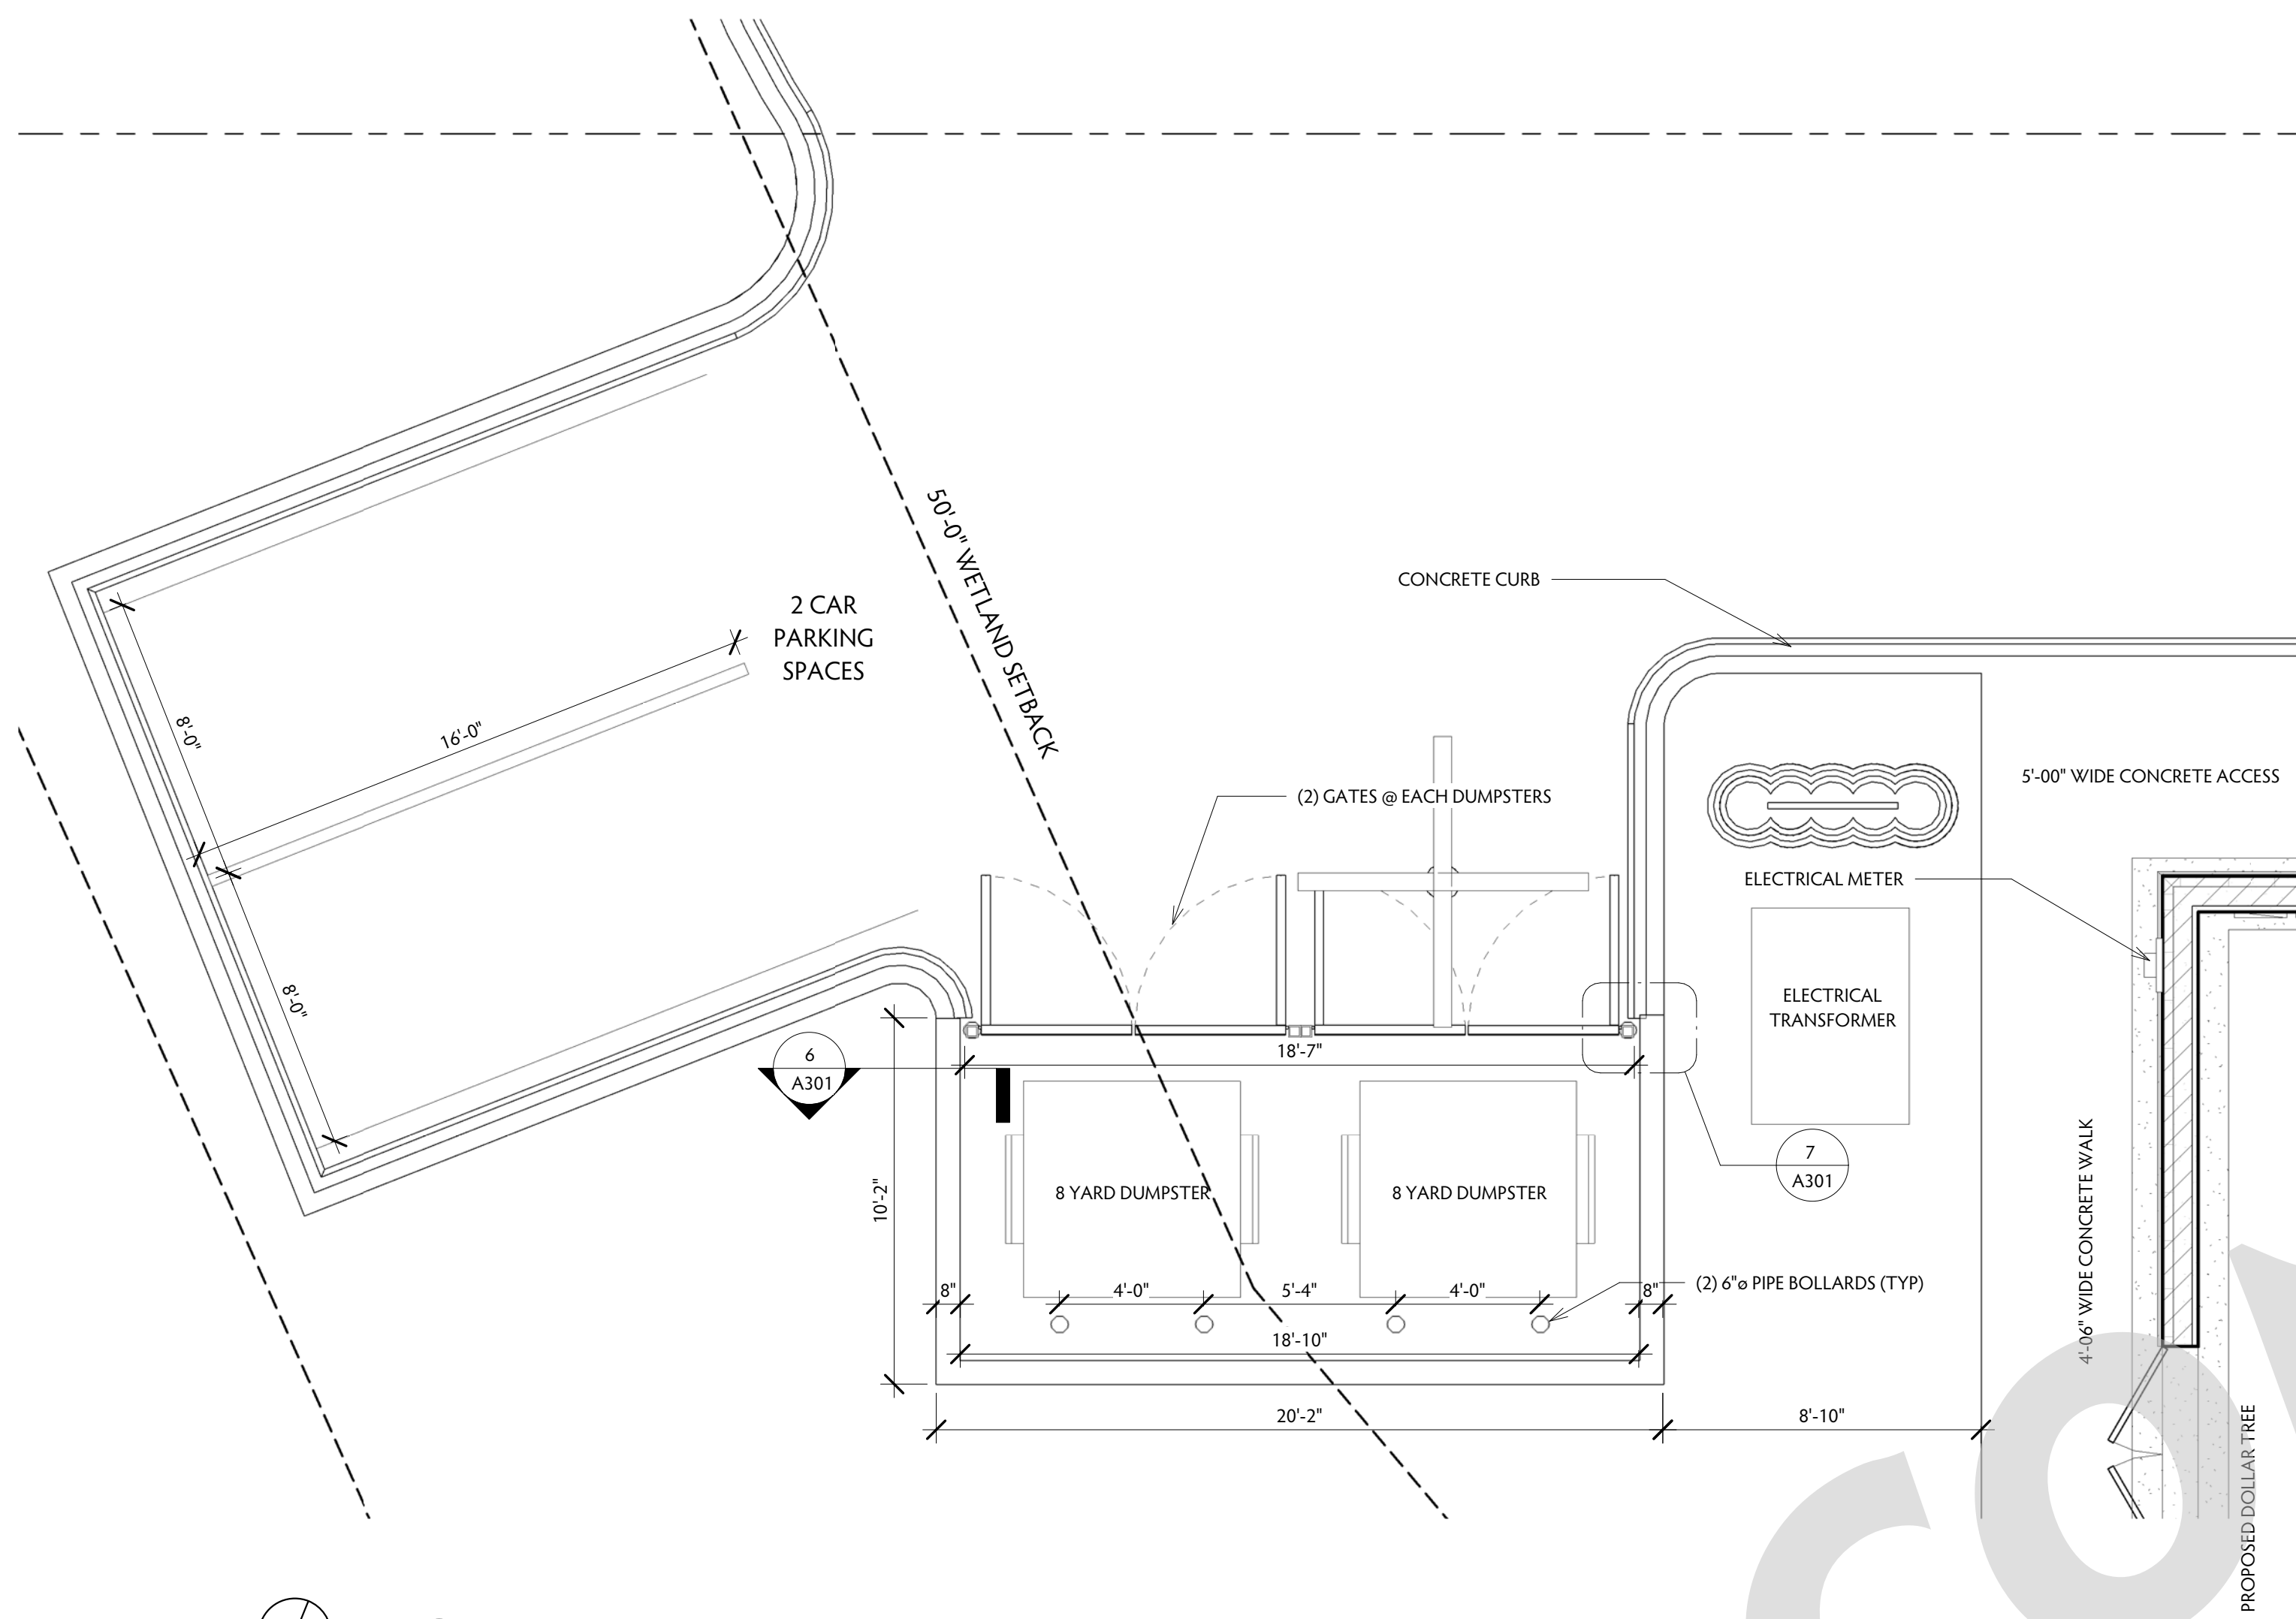 50'-0" WETLAND SETBACK
CONCRETE CURB
2 CAR
PARKING
SPACES
8'-0"
16'-0"
5'-00" WIDE CONCRETE ACCESS
(2) GATES @ EACH DUMPSTERS
ELECTRICAL METER
8'-0"
ELECTRICAL
TRANSFORMER
6
A301
18'-7"
7
A301
10'-2"
8 YARD DUMPSTER
8 YARD DUMPSTER
4'-06" WIDE CONCRETE WALK
8"
4'-0"
5'-4"
4'-0"
8"
(2) 6"ø PIPE BOLLARDS (TYP)
18'-10"
20'-2"
8'-10"
PROPOSED DOLLAR TREE